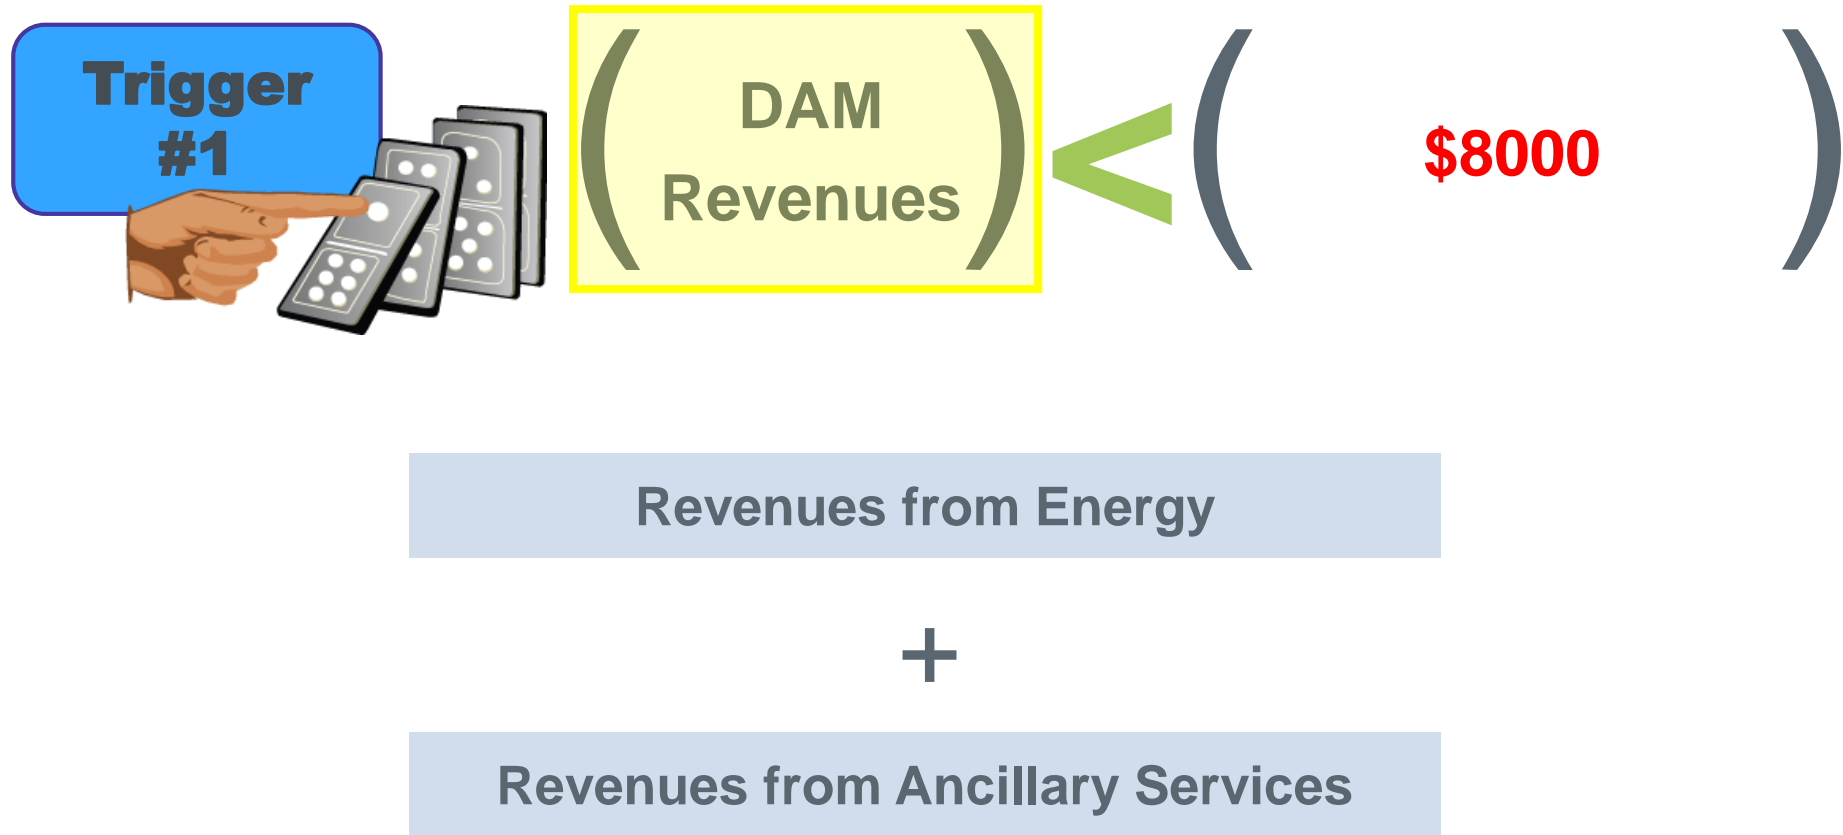 Trigger
#1
( DAM
Revenues ) < ( $8000 )
Revenues from Energy
+
Revenues from Ancillary Services